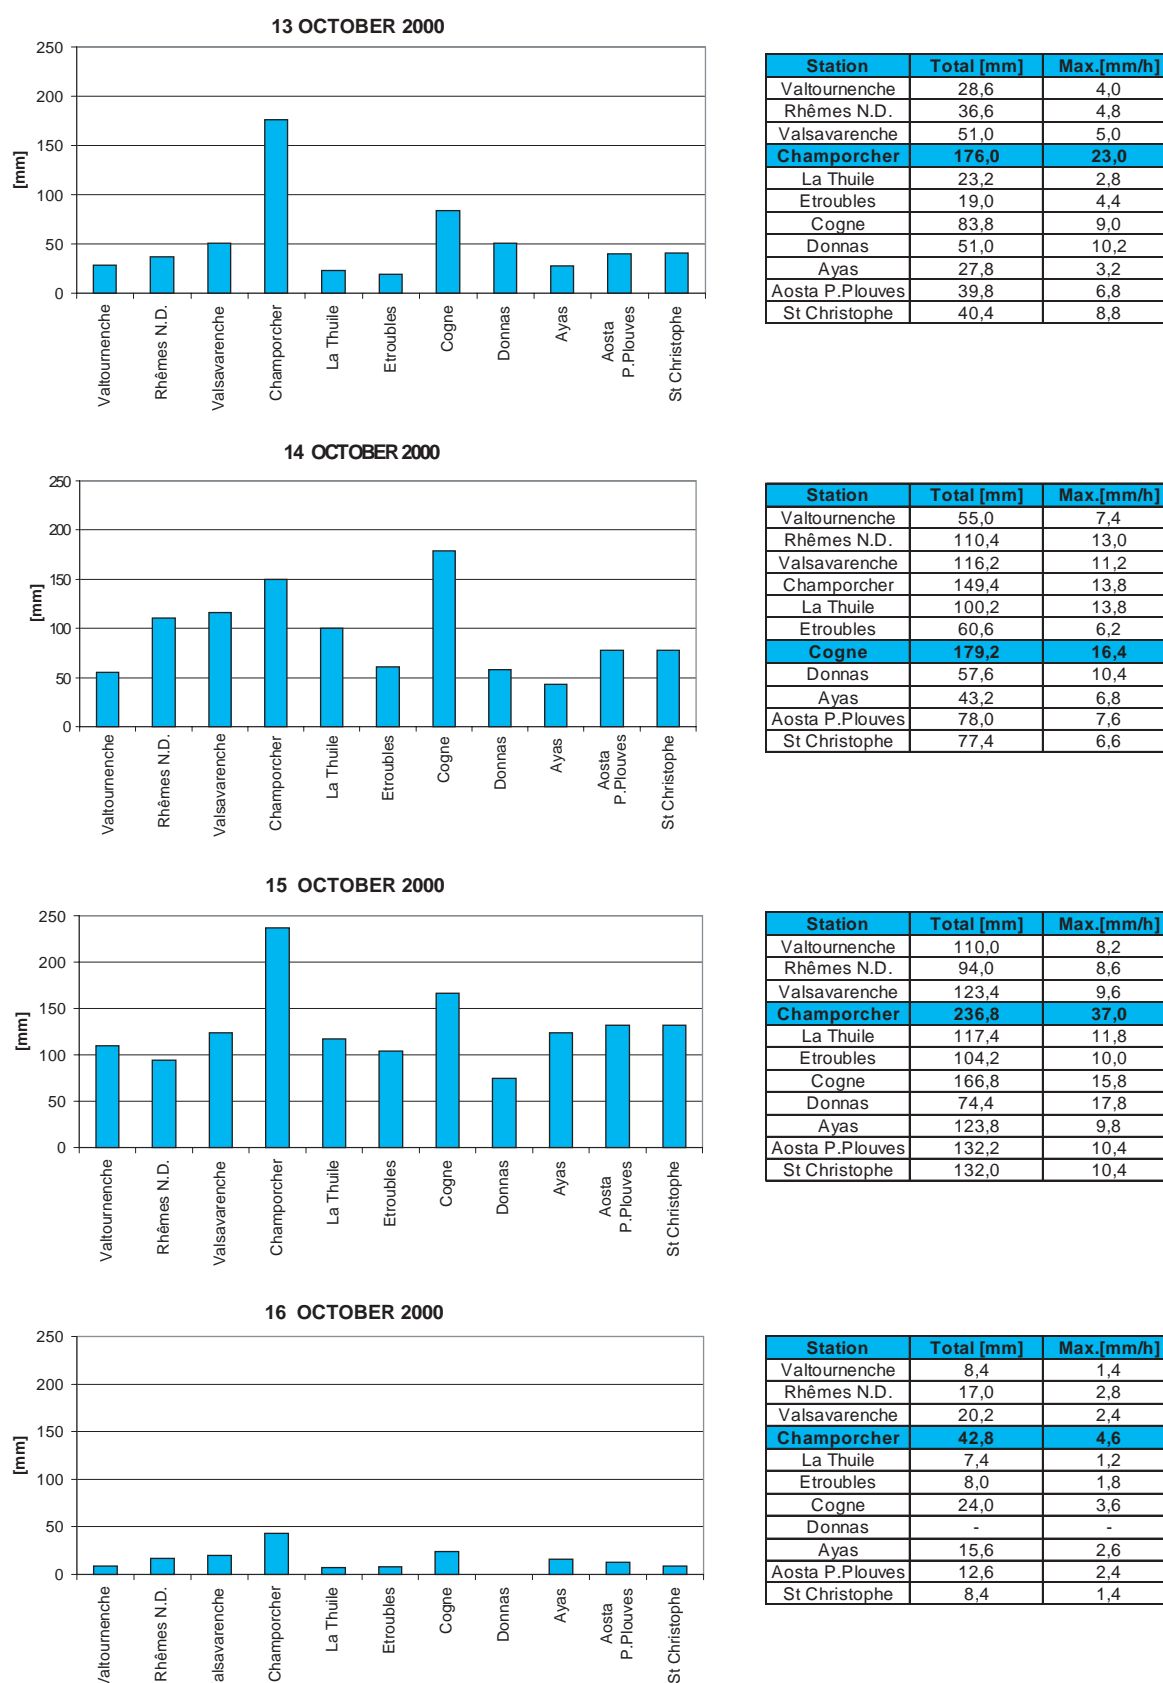 13 OCTOBER 2000
250
200
150
100
50
0
[mm]
Valtournenche
Rhêmes N.D.
Valsavarenche
Champorcher
La Thuile
Etroubles
Cogne
Donnas
Ayas
Aosta
P.Plouves
St Christophe
Station Total [mm] Max.[mm/h]
Valtournenche 28,6 4,0
Rhêmes N.D. 36,6 4,8
Valsavarenche 51,0 5,0
Champorcher 176,0 23,0
La Thuile 23,2 2,8
Etroubles 19,0 4,4
Cogne 83,8 9,0
Donnas 51,0 10,2
Ayas 27,8 3,2
Aosta P.Plouves 39,8 6,8
St Christophe 40,4 8,8
14 OCTOBER 2000
250
200
150
100
50
0
[mm]
Valtournenche
Rhêmes N.D.
Valsavarenche
Champorcher
La Thuile
Etroubles
Cogne
Donnas
Ayas
Aosta
P.Plouves
St Christophe
Station Total [mm] Max.[mm/h]
Valtournenche 55,0 7,4
Rhêmes N.D. 110,4 13,0
Valsavarenche 116,2 11,2
Champorcher 149,4 13,8
La Thuile 100,2 13,8
Etroubles 60,6 6,2
Cogne 179,2 16,4
Donnas 57,6 10,4
Ayas 43,2 6,8
Aosta P.Plouves 78,0 7,6
St Christophe 77,4 6,6
15 OCTOBER 2000
250
200
150
100
50
0
[mm]
Valtournenche
Rhêmes N.D.
Valsavarenche
Champorcher
La Thuile
Etroubles
Cogne
Donnas
Ayas
Aosta
P.Plouves
St Christophe
Station Total [mm] Max.[mm/h]
Valtournenche 110,0 8,2
Rhêmes N.D. 94,0 8,6
Valsavarenche 123,4 9,6
Champorcher 236,8 37,0
La Thuile 117,4 11,8
Etroubles 104,2 10,0
Cogne 166,8 15,8
Donnas 74,4 17,8
Ayas 123,8 9,8
Aosta P.Plouves 132,2 10,4
St Christophe 132,0 10,4
16 OCTOBER 2000
250
200
150
100
50
0
[mm]
Valtournenche
Rhêmes N.D.
alsavarenche
Champorcher
La Thuile
Etroubles
Cogne
Donnas
Ayas
Aosta
P.Plouves
St Christophe
Station Total [mm] Max.[mm/h]
Valtournenche 8,4 1,4
Rhêmes N.D. 17,0 2,8
Valsavarenche 20,2 2,4
Champorcher 42,8 4,6
La Thuile 7,4 1,2
Etroubles 8,0 1,8
Cogne 24,0 3,6
Donnas - -
Ayas 15,6 2,6
Aosta P.Plouves 12,6 2,4
St Christophe 8,4 1,4